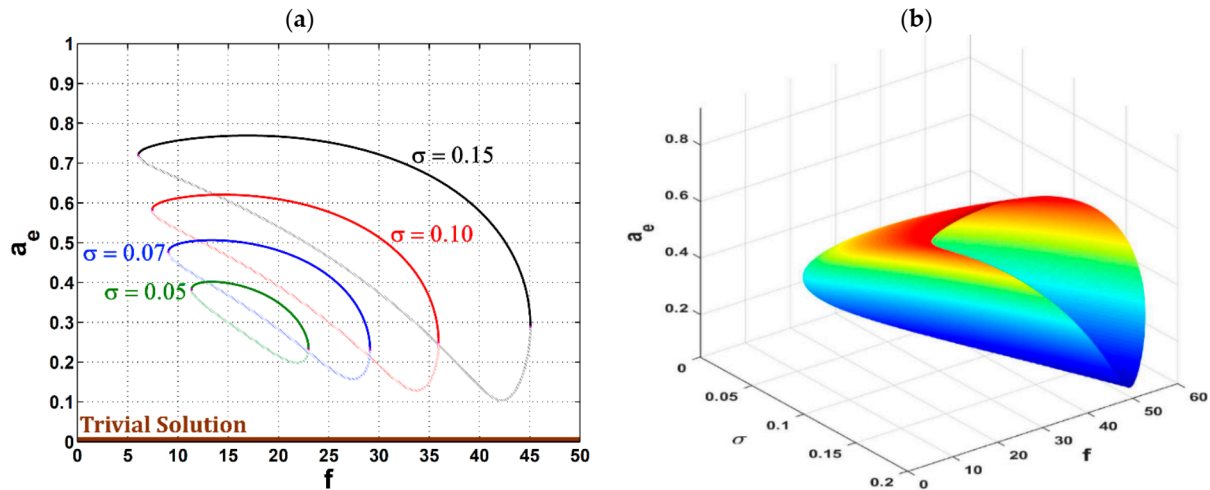 (a)
1
0.9
0.8
0.7
0.6
0.5
0.4
0.3
0.2
0.1
0
a_e
σ = 0.15
σ = 0.10
σ = 0.07
σ = 0.05
Trivial Solution
0 5 10 15 20 25 30 35 40 45 50
f
(b)
0.8
0.6
0.4
0.2
0
a_e
0.05
0.1
0.15
0.2
σ
0
10
20
30
40
50
60
f